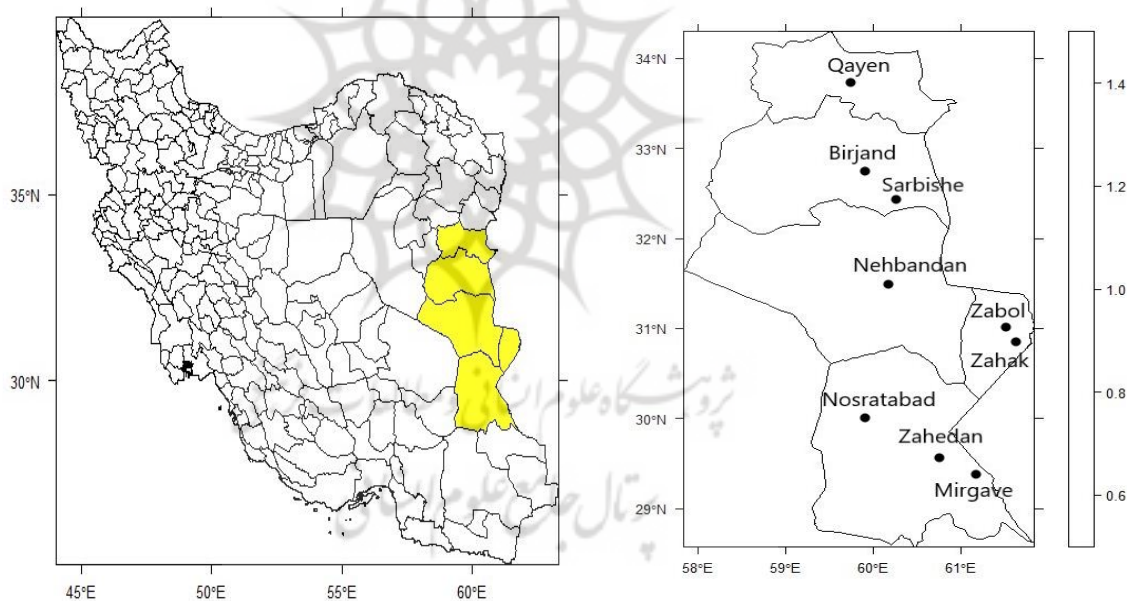 35°N
30°N
45°E
50°E
55°E
60°E
34°N
33°N
32°N
31°N
30°N
29°N
58°E
59°E
60°E
61°E
Qayen
Birjand
Sarbishe
Nehbandan
Zabol
Zahak
Nosratabad
Zahedan
Mirgave
1.4
1.2
1.0
0.8
0.6
پژوهشگاه علوم انسانی و مطالعات فرهنگی
پرتال جامع علوم انسانی